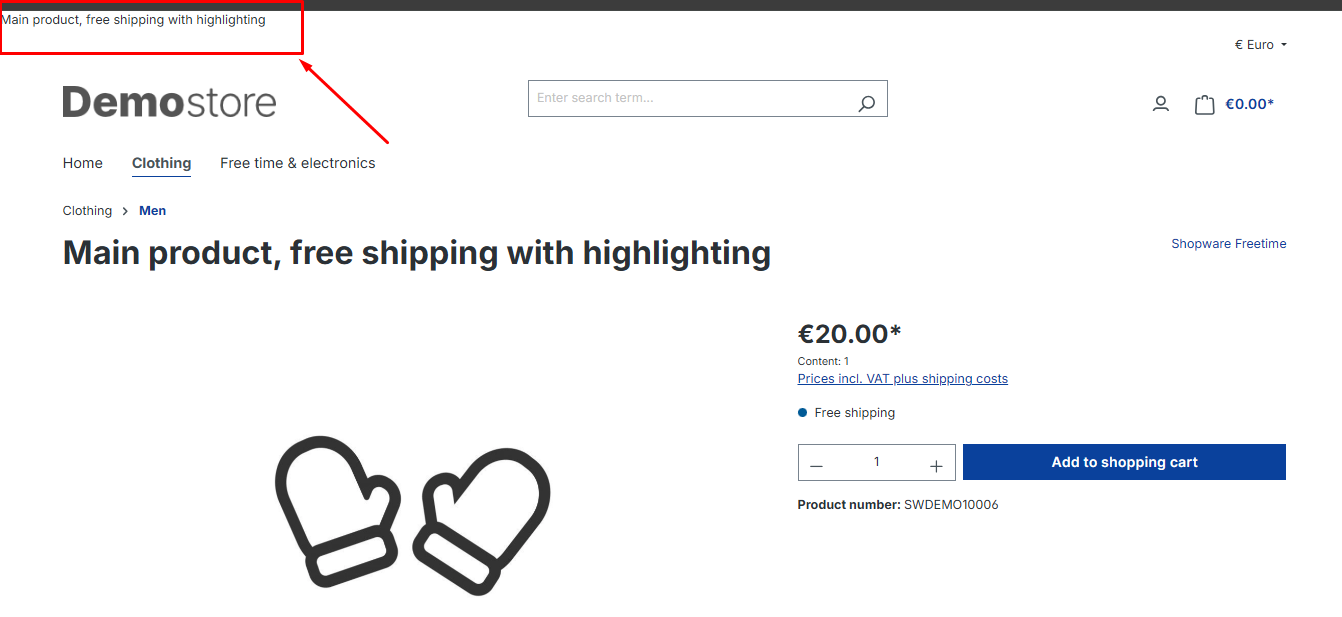 Main product, free shipping with highlighting
€ Euro
Demostore
Enter search term...
€0.00*
Home Clothing Free time & electronics
Clothing > Men
Main product, free shipping with highlighting
Shopware Freetime
€20.00*
Content: 1
Prices incl. VAT plus shipping costs
Free shipping
1
Add to shopping cart
Product number: SWDEMO10006